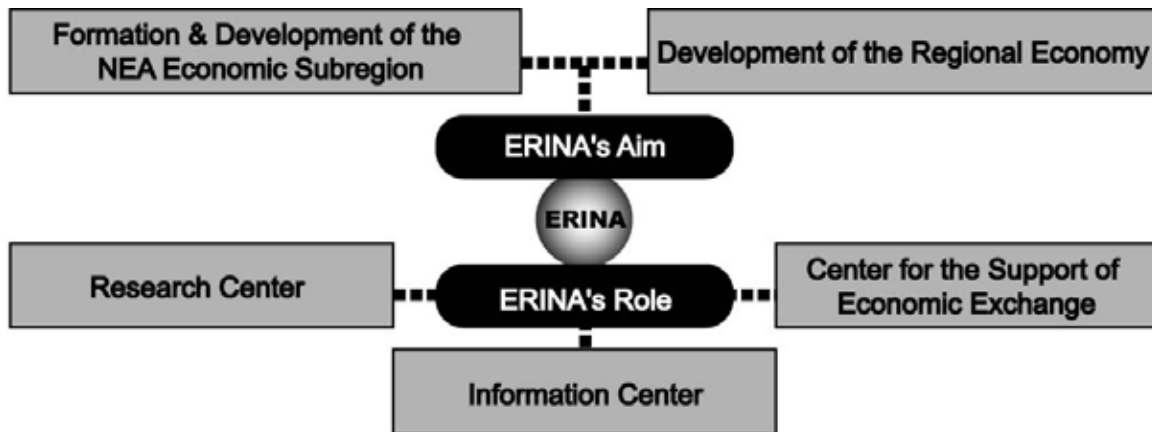 Formation & Development of the
NEA Economic Subregion
Development of the Regional Economy
ERINA's Aim
ERINA
Research Center
ERINA's Role
Center for the Support of
Economic Exchange
Information Center